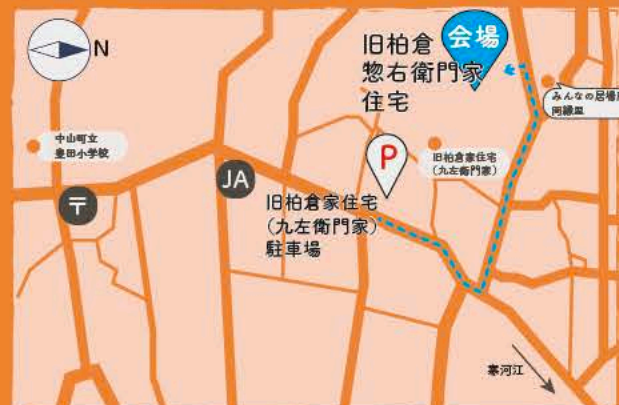 N
旧柏倉
惣右衛門家
住宅
会場
みんなの居場所
阿縁里
中山町立
豊田小学校
〒
JA
P
旧柏倉家住宅
(九左衛門家)
旧柏倉家住宅
(九左衛門家)
駐車場
寒河江